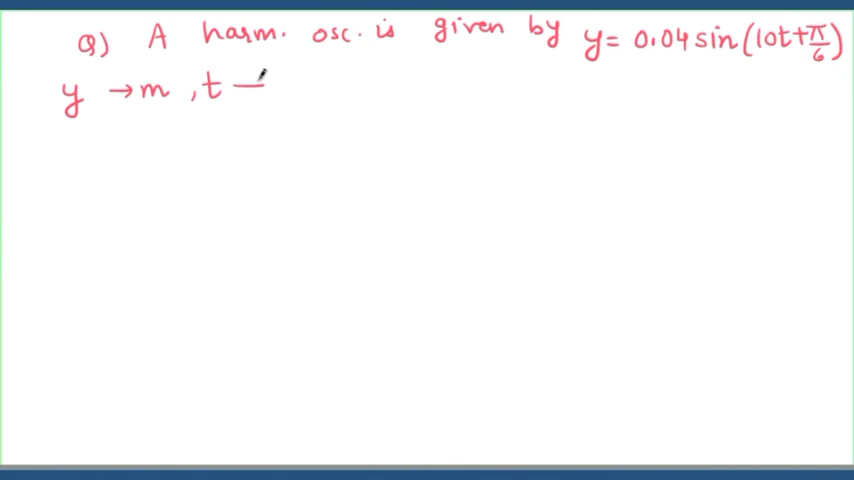 Q) A harm. osc. is given by y= 0.04 sin(10t+π/6)
y → m , t —